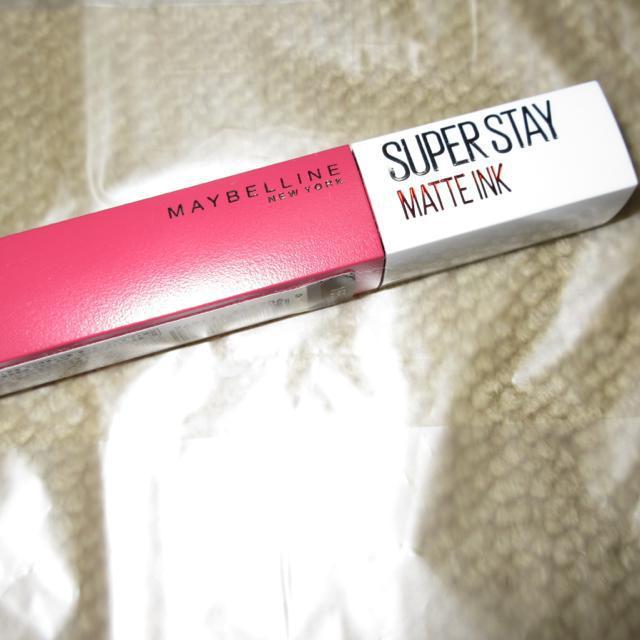 MAYBELLINE
NEW YORK
SUPER STAY
MATTE INK